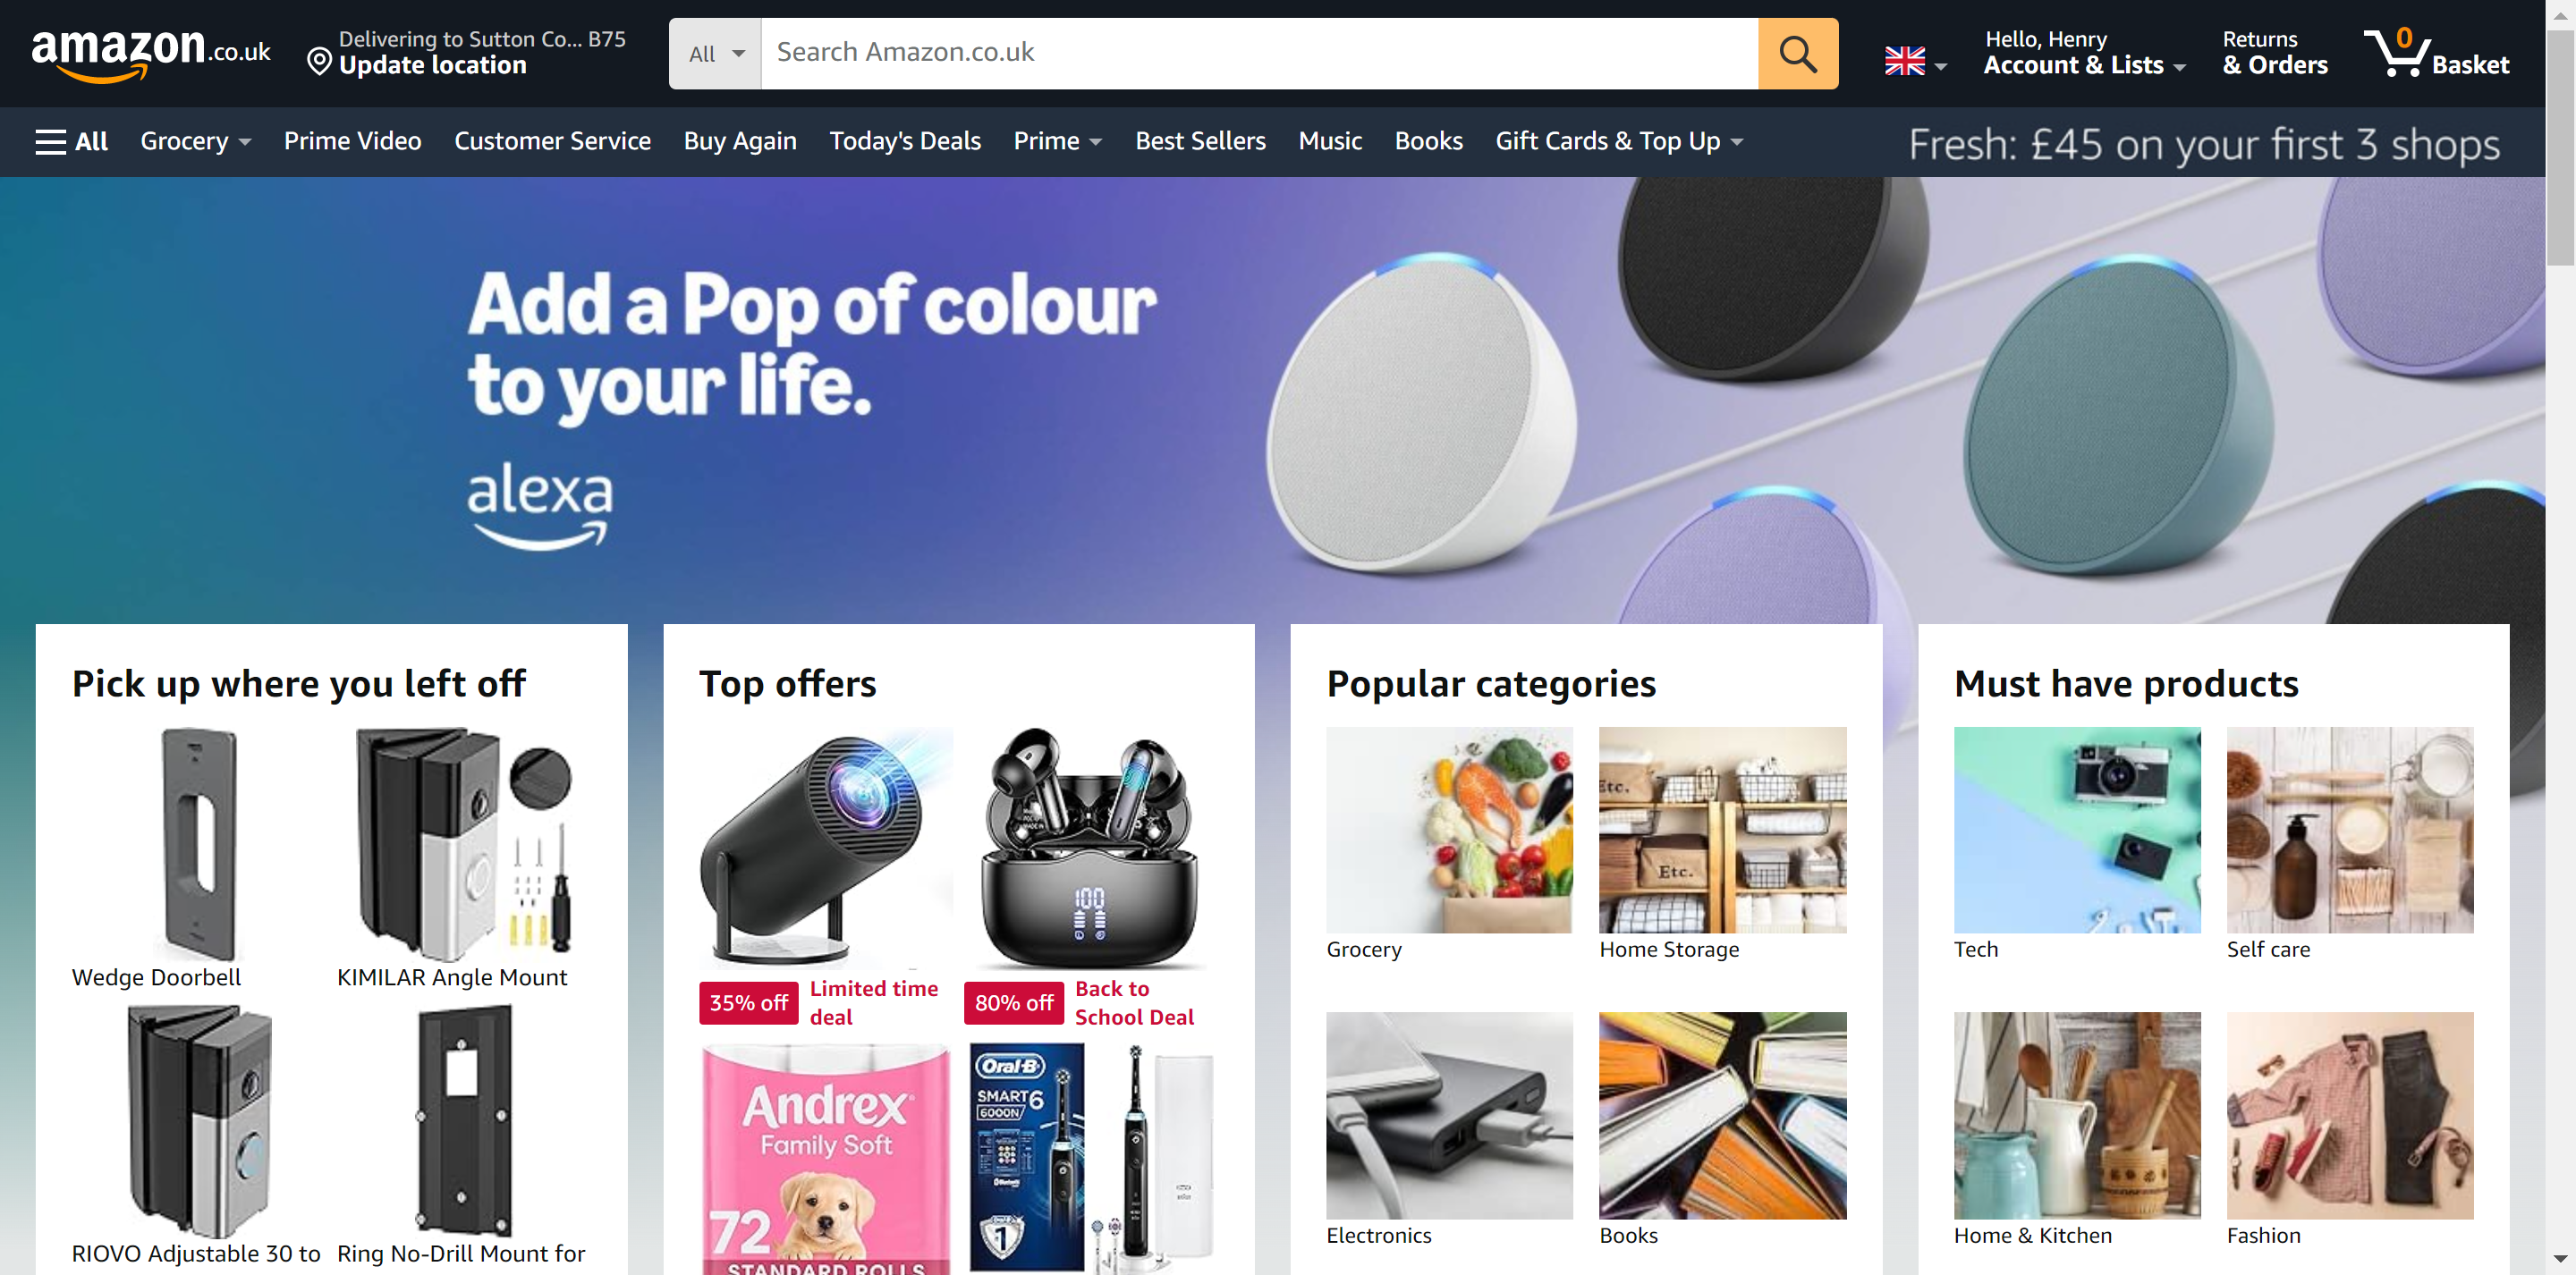 amazon.co.uk
Delivering to Sutton Co... B75
Update location
All
Search Amazon.co.uk
Hello, Henry
Account & Lists
Returns
& Orders
0
Basket
All
Grocery
Prime Video
Customer Service
Buy Again
Today's Deals
Prime
Best Sellers
Music
Books
Gift Cards & Top Up
Fresh: £45 on your first 3 shops
Add a Pop of colour
to your life.
alexa
Pick up where you left off
Wedge Doorbell
KIMILAR Angle Mount
RIOVO Adjustable 30 to
Ring No-Drill Mount for
Top offers
100
35% off
Limited time
deal
80% off
Back to
School Deal
Andrex
Family Soft
72
STANDARD ROLLS
Oral-B
SMART6
6000N
1
Popular categories
Etc.
Etc.
Grocery
Home Storage
Electronics
Books
Must have products
Tech
Self care
Home & Kitchen
Fashion